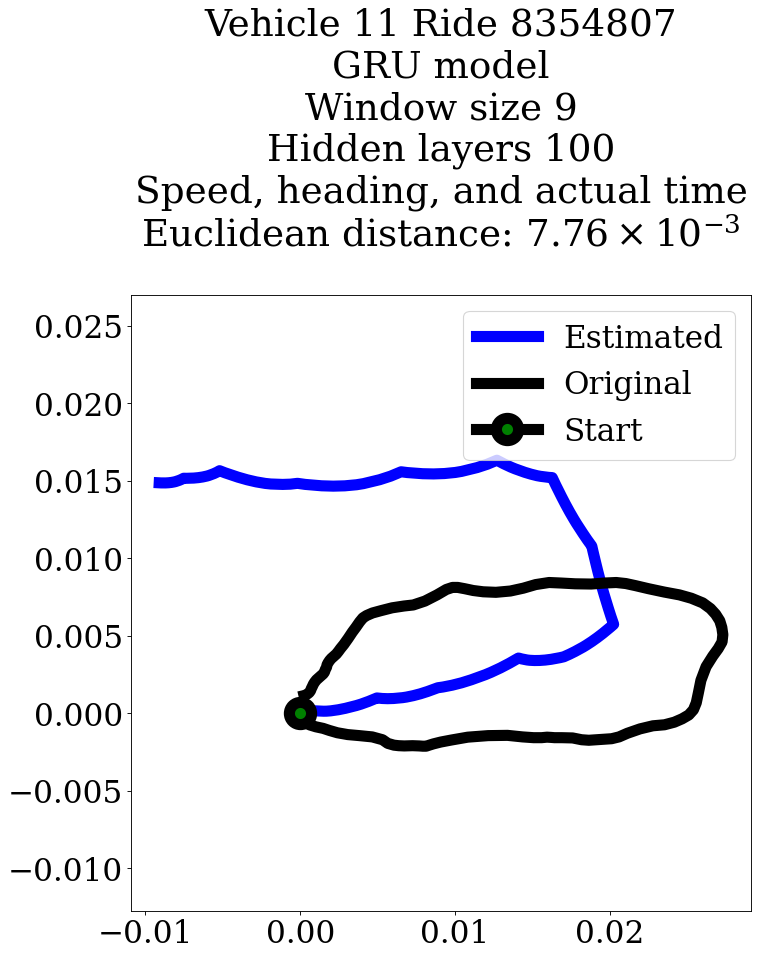 Vehicle 11 Ride 8354807
GRU model
Window size 9
Hidden layers 100
Speed, heading, and actual time
Euclidean distance: 7.76 × 10⁻³
Estimated
Original
Start
0.025
0.020
0.015
0.010
0.005
0.000
−0.005
−0.010
−0.01 0.00 0.01 0.02